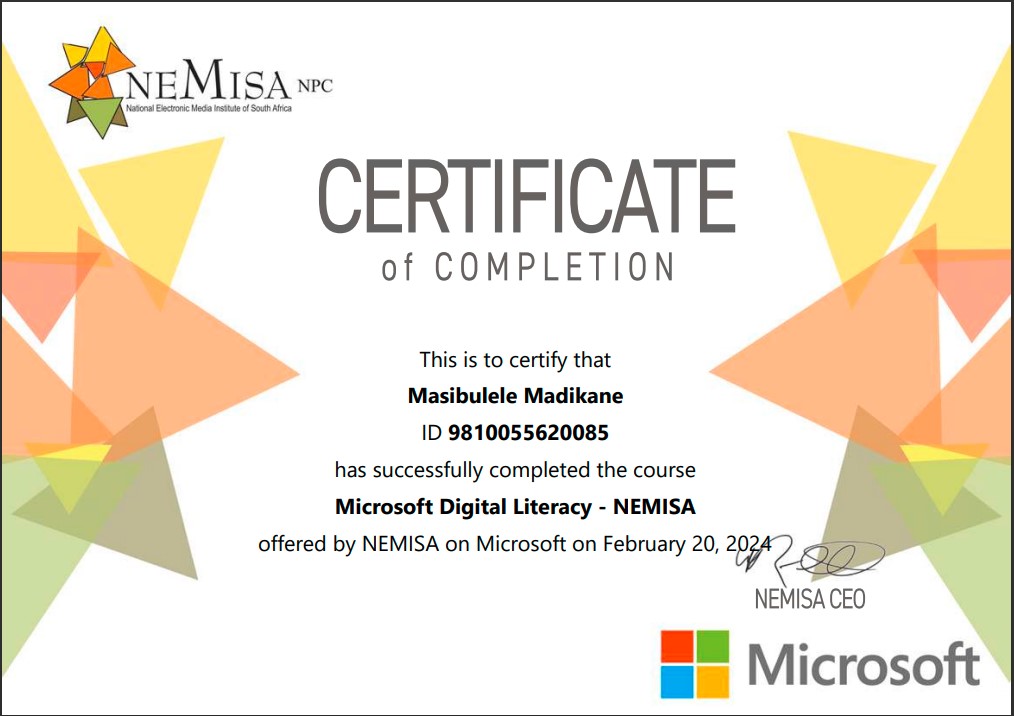 NEMISA NPC
National Electronic Media Institute of South Africa
CERTIFICATE
of COMPLETION
This is to certify that
Masibulele Madikane
ID 9810055620085
has successfully completed the course
Microsoft Digital Literacy - NEMISA
offered by NEMISA on Microsoft on February 20, 2024
NEMISA CEO
Microsoft